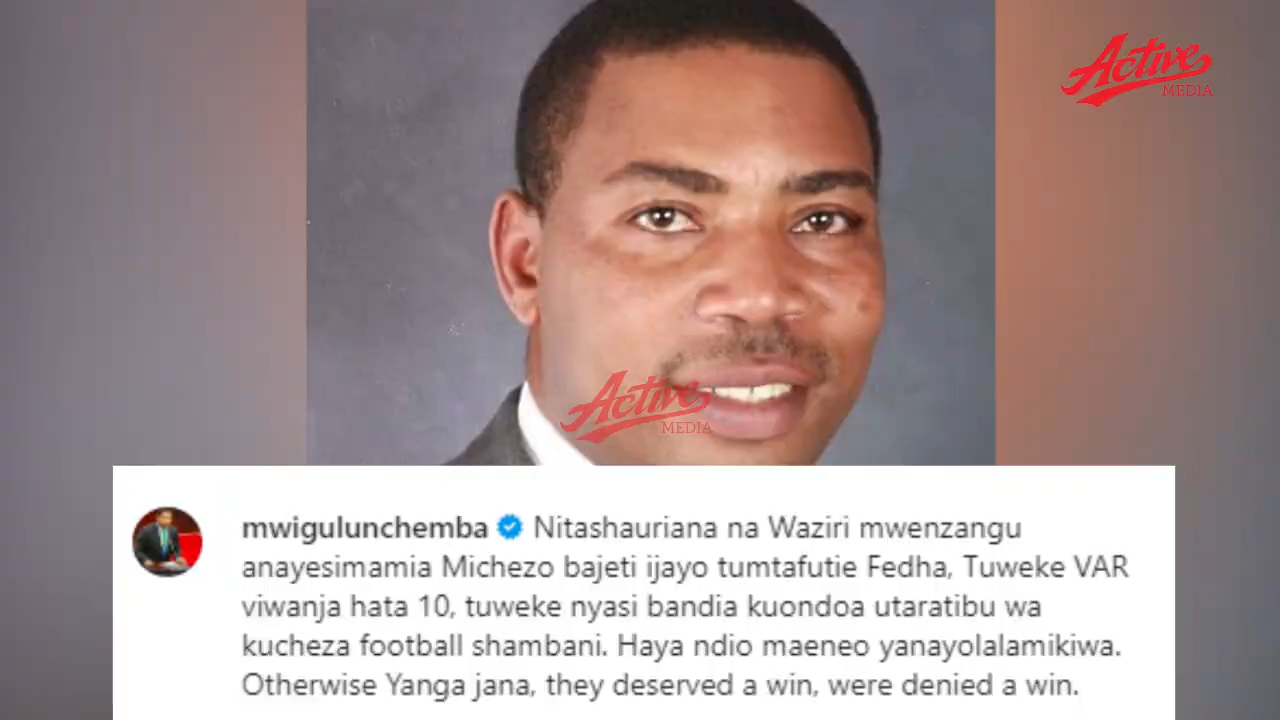 Active
MEDIA
Active
MEDIA
mwigulunchemba Nitashauriana na Waziri mwenzangu
anayesimamia Michezo bajeti ijayo tumtafutie Fedha, Tuweke VAR
viwanja hata 10, tuweke nyasi bandia kuondoa utaratibu wa
kucheza football shambani. Haya ndio maeneo yanayolalamikiwa.
Otherwise Yanga jana, they deserved a win, were denied a win.